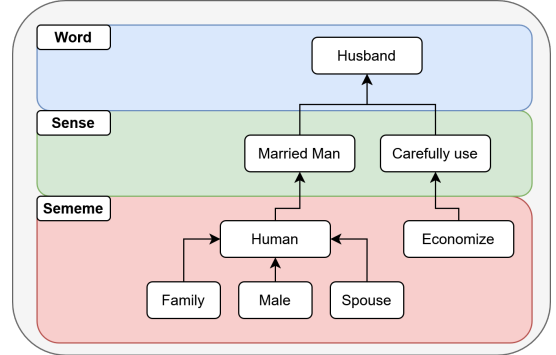 Word
Husband
Sense
Married Man
Carefully use
Sememe
Human
Economize
Family
Male
Spouse